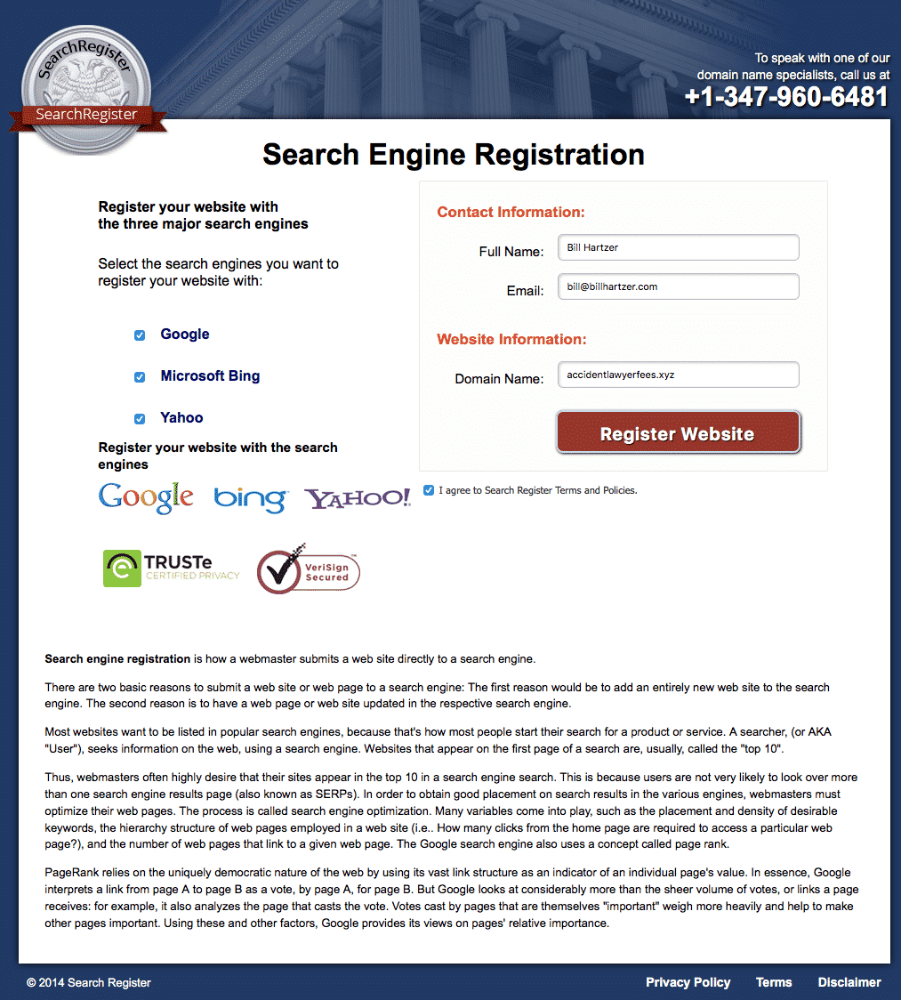 SearchRegister
SearchRegister
To speak with one of our
domain name specialists, call us at
+1-347-960-6481
Search Engine Registration
Register your website with
the three major search engines
Select the search engines you want to
register your website with:
Google
Microsoft Bing
Yahoo
Register your website with the search
engines
Google bing™ YAHOO!
TRUSTe
CERTIFIED PRIVACY
VeriSign™
Secured
Contact Information:
Full Name: Bill Hartzer
Email: bill@billhartzer.com
Website Information:
Domain Name: accidentlawyerfees.xyz
Register Website
I agree to Search Register Terms and Policies.
Search engine registration is how a webmaster submits a web site directly to a search engine.
There are two basic reasons to submit a web site or web page to a search engine: The first reason would be to add an entirely new web site to the search
engine. The second reason is to have a web page or web site updated in the respective search engine.
Most websites want to be listed in popular search engines, because that's how most people start their search for a product or service. A searcher, (or AKA
"User"), seeks information on the web, using a search engine. Websites that appear on the first page of a search are, usually, called the "top 10".
Thus, webmasters often highly desire that their sites appear in the top 10 in a search engine search. This is because users are not very likely to look over more
than one search engine results page (also known as SERPs). In order to obtain good placement on search results in the various engines, webmasters must
optimize their web pages. The process is called search engine optimization. Many variables come into play, such as the placement and density of desirable
keywords, the hierarchy structure of web pages employed in a web site (i.e.. How many clicks from the home page are required to access a particular web
page?), and the number of web pages that link to a given web page. The Google search engine also uses a concept called page rank.
PageRank relies on the uniquely democratic nature of the web by using its vast link structure as an indicator of an individual page's value. In essence, Google
interprets a link from page A to page B as a vote, by page A, for page B. But Google looks at considerably more than the sheer volume of votes, or links a page
receives: for example, it also analyzes the page that casts the vote. Votes cast by pages that are themselves "important" weigh more heavily and help to make
other pages important. Using these and other factors, Google provides its views on pages' relative importance.
© 2014 Search Register
Privacy Policy Terms Disclaimer